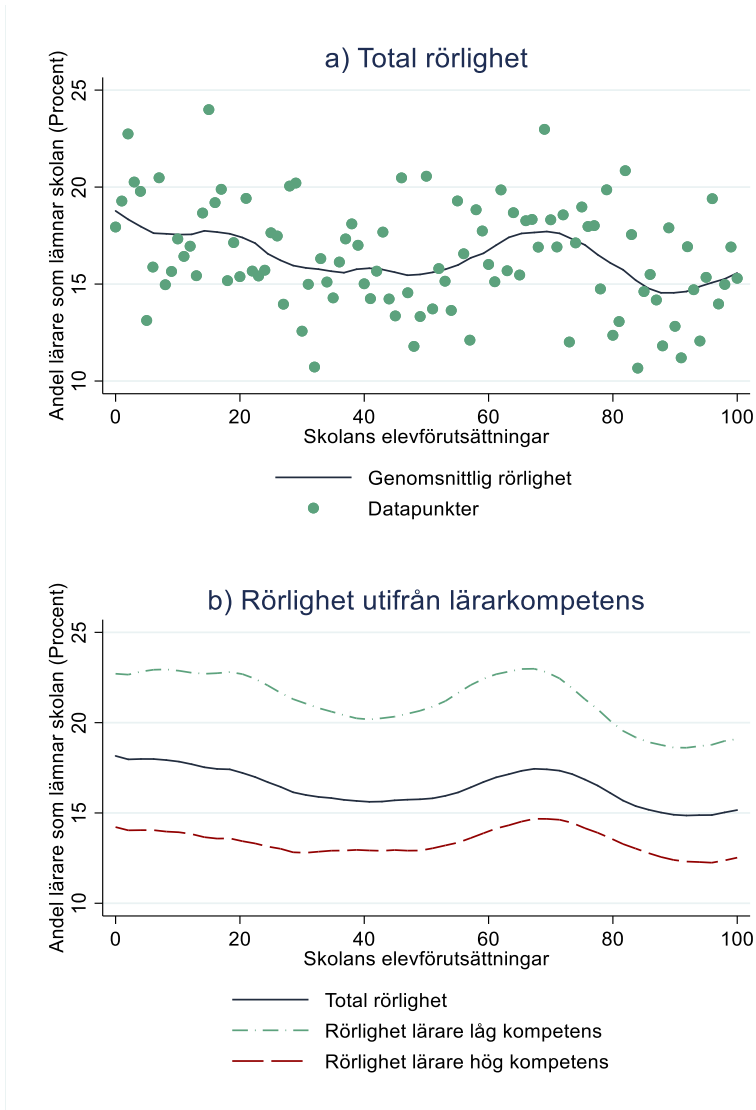 a) Total rörlighet
Andel lärare som lämnar skolan (Procent)
25
20
15
10
0 20 40 60 80 100
Skolans elevförutsättningar
Genomsnittlig rörlighet
Datapunkter
b) Rörlighet utifrån lärarkompetens
Andel lärare som lämnar skolan (Procent)
25
20
15
10
0 20 40 60 80 100
Skolans elevförutsättningar
Total rörlighet
Rörlighet lärare låg kompetens
Rörlighet lärare hög kompetens